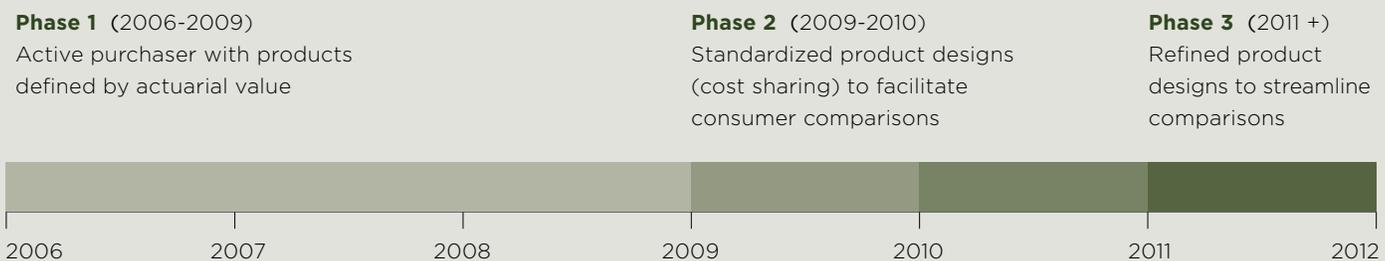 Phase 1 (2006-2009)
Active purchaser with products
defined by actuarial value
Phase 2 (2009-2010)
Standardized product designs
(cost sharing) to facilitate
consumer comparisons
Phase 3 (2011 +)
Refined product
designs to streamline
comparisons
2006 2007 2008 2009 2010 2011 2012